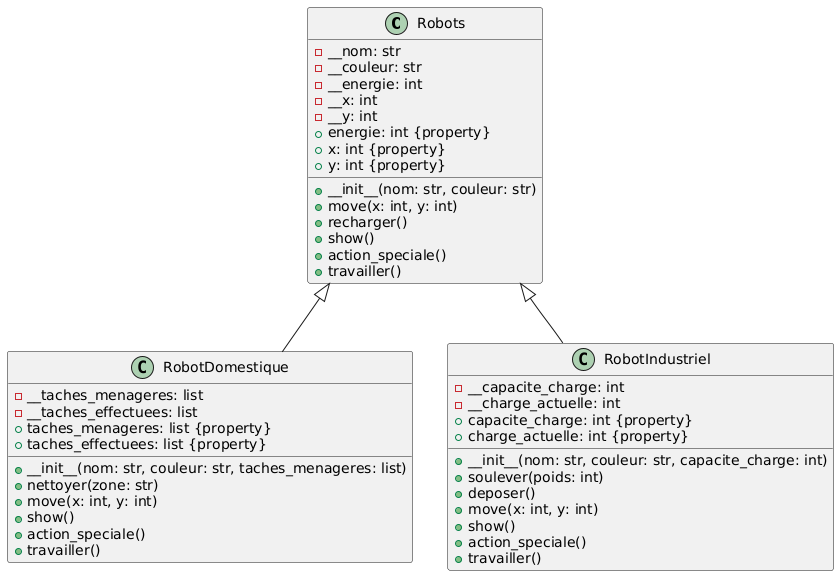 C Robots
__nom: str
__couleur: str
__energie: int
__x: int
__y: int
energie: int {property}
x: int {property}
y: int {property}
__init__(nom: str, couleur: str)
move(x: int, y: int)
recharger()
show()
action_speciale()
travailler()
C RobotDomestique
__taches_menageres: list
__taches_effectuees: list
taches_menageres: list {property}
taches_effectuees: list {property}
__init__(nom: str, couleur: str, taches_menageres: list)
nettoyer(zone: str)
move(x: int, y: int)
show()
action_speciale()
travailler()
C RobotIndustriel
__capacite_charge: int
__charge_actuelle: int
capacite_charge: int {property}
charge_actuelle: int {property}
__init__(nom: str, couleur: str, capacite_charge: int)
soulever(poids: int)
deposer()
move(x: int, y: int)
show()
action_speciale()
travailler()